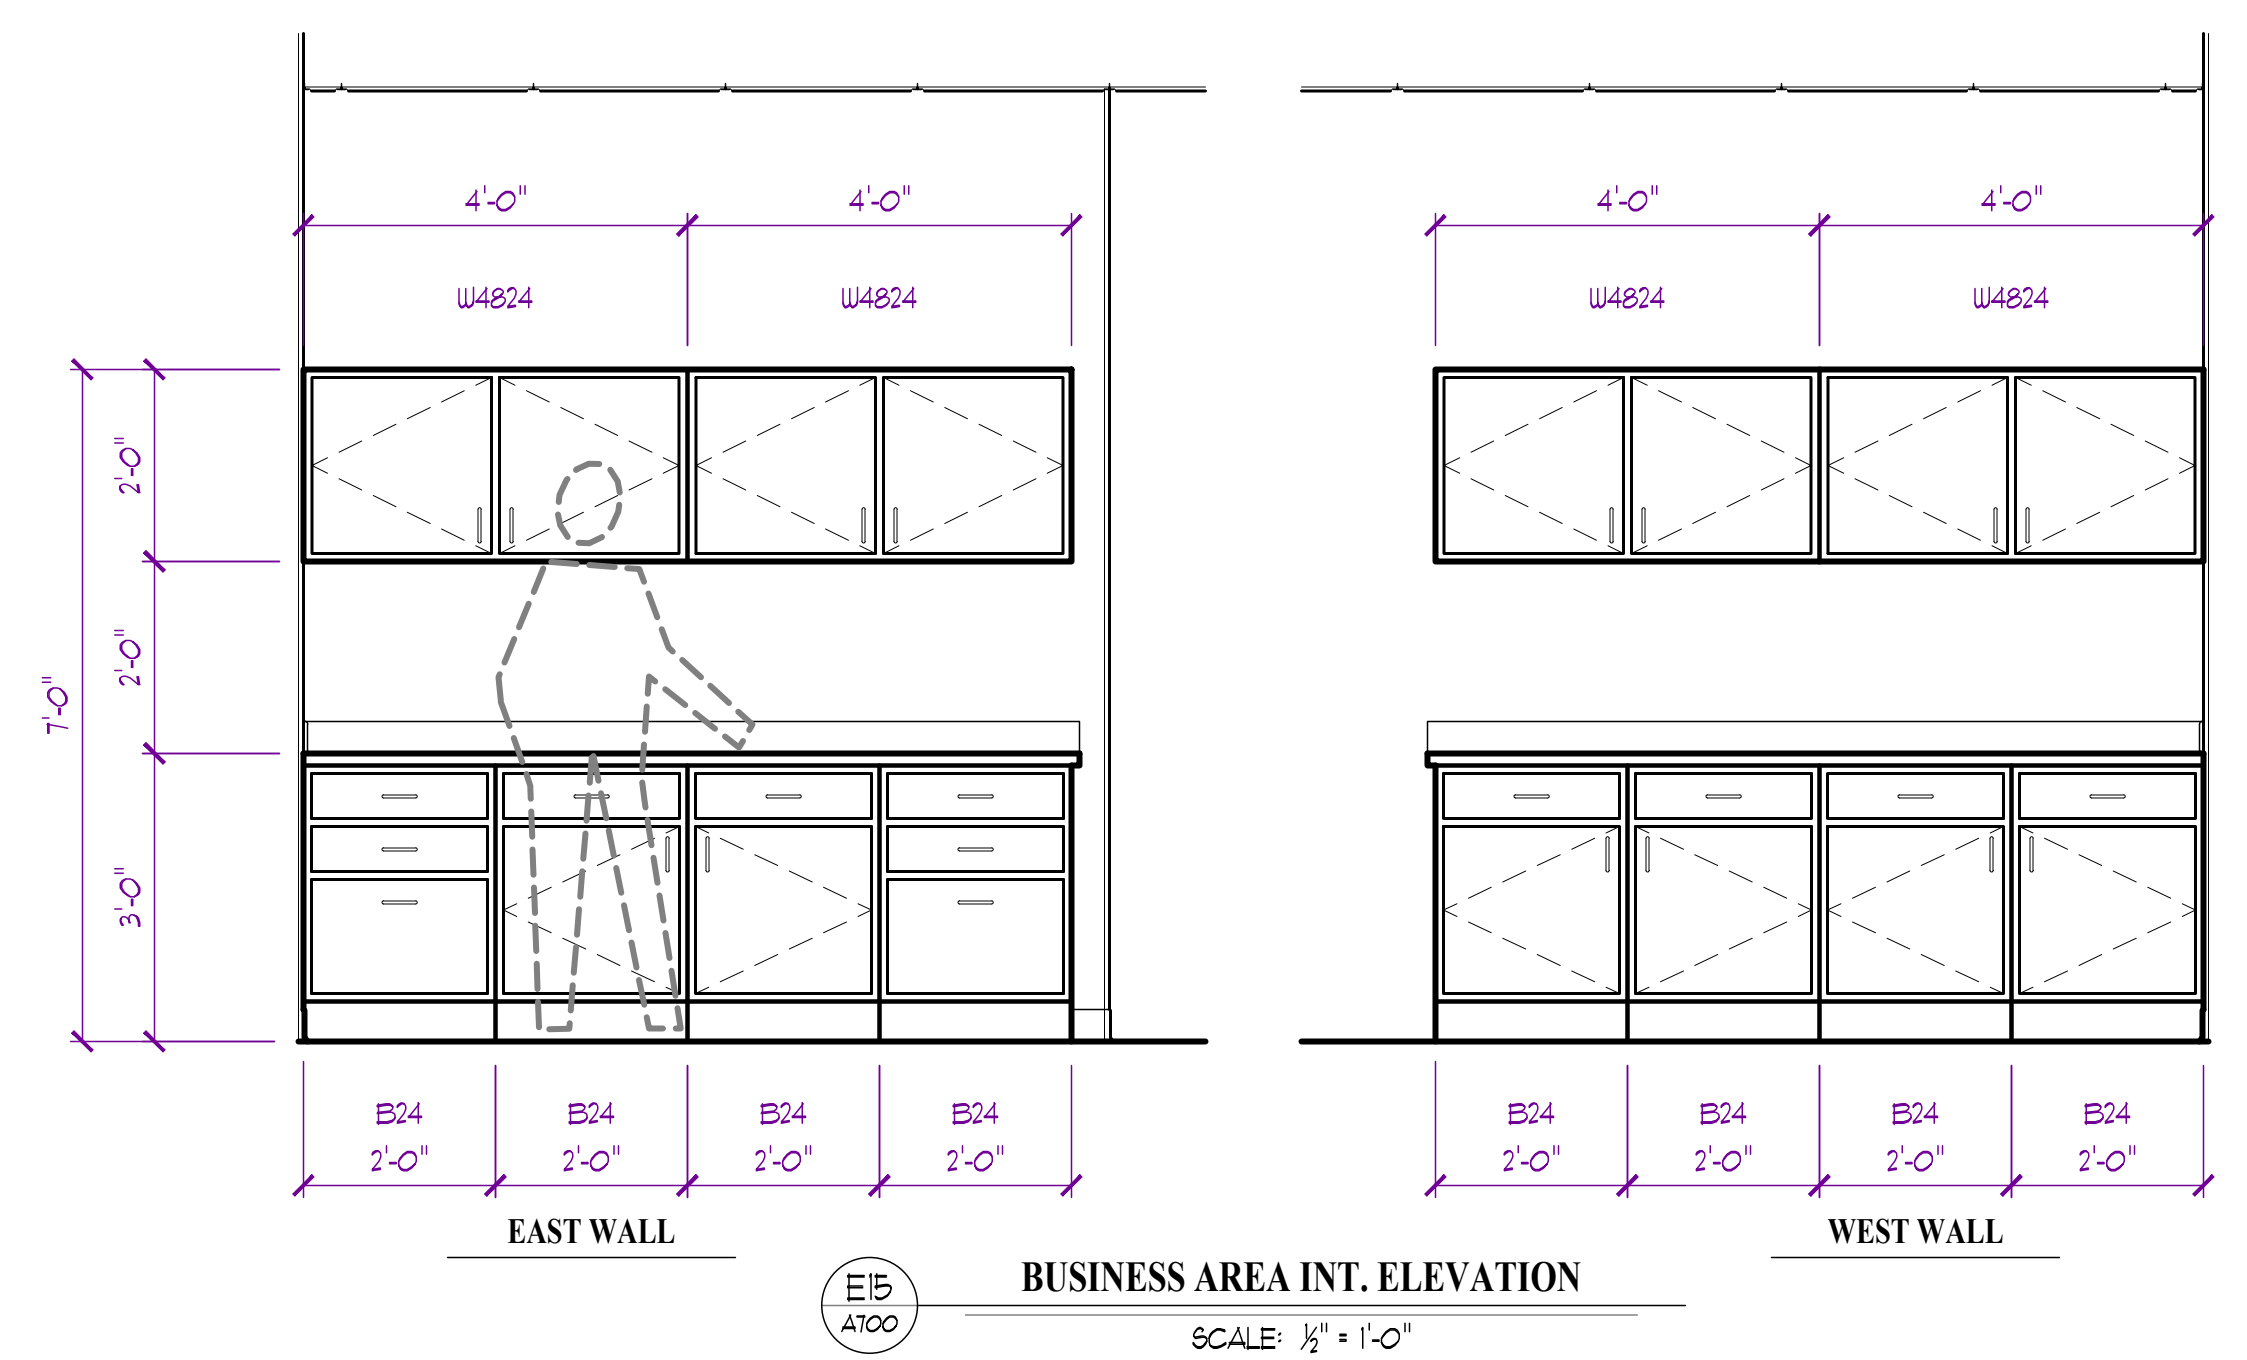 4'-0" 4'-0" 4'-0" 4'-0"
W4824 W4824 W4824 W4824
2'-0"
2'-0"
7'-0"
3'-0"
B24 B24 B24 B24 B24 B24 B24 B24
2'-0" 2'-0" 2'-0" 2'-0" 2'-0" 2'-0" 2'-0" 2'-0"
EAST WALL WEST WALL
E15
A700
BUSINESS AREA INT. ELEVATION
SCALE: ½" = 1'-0"